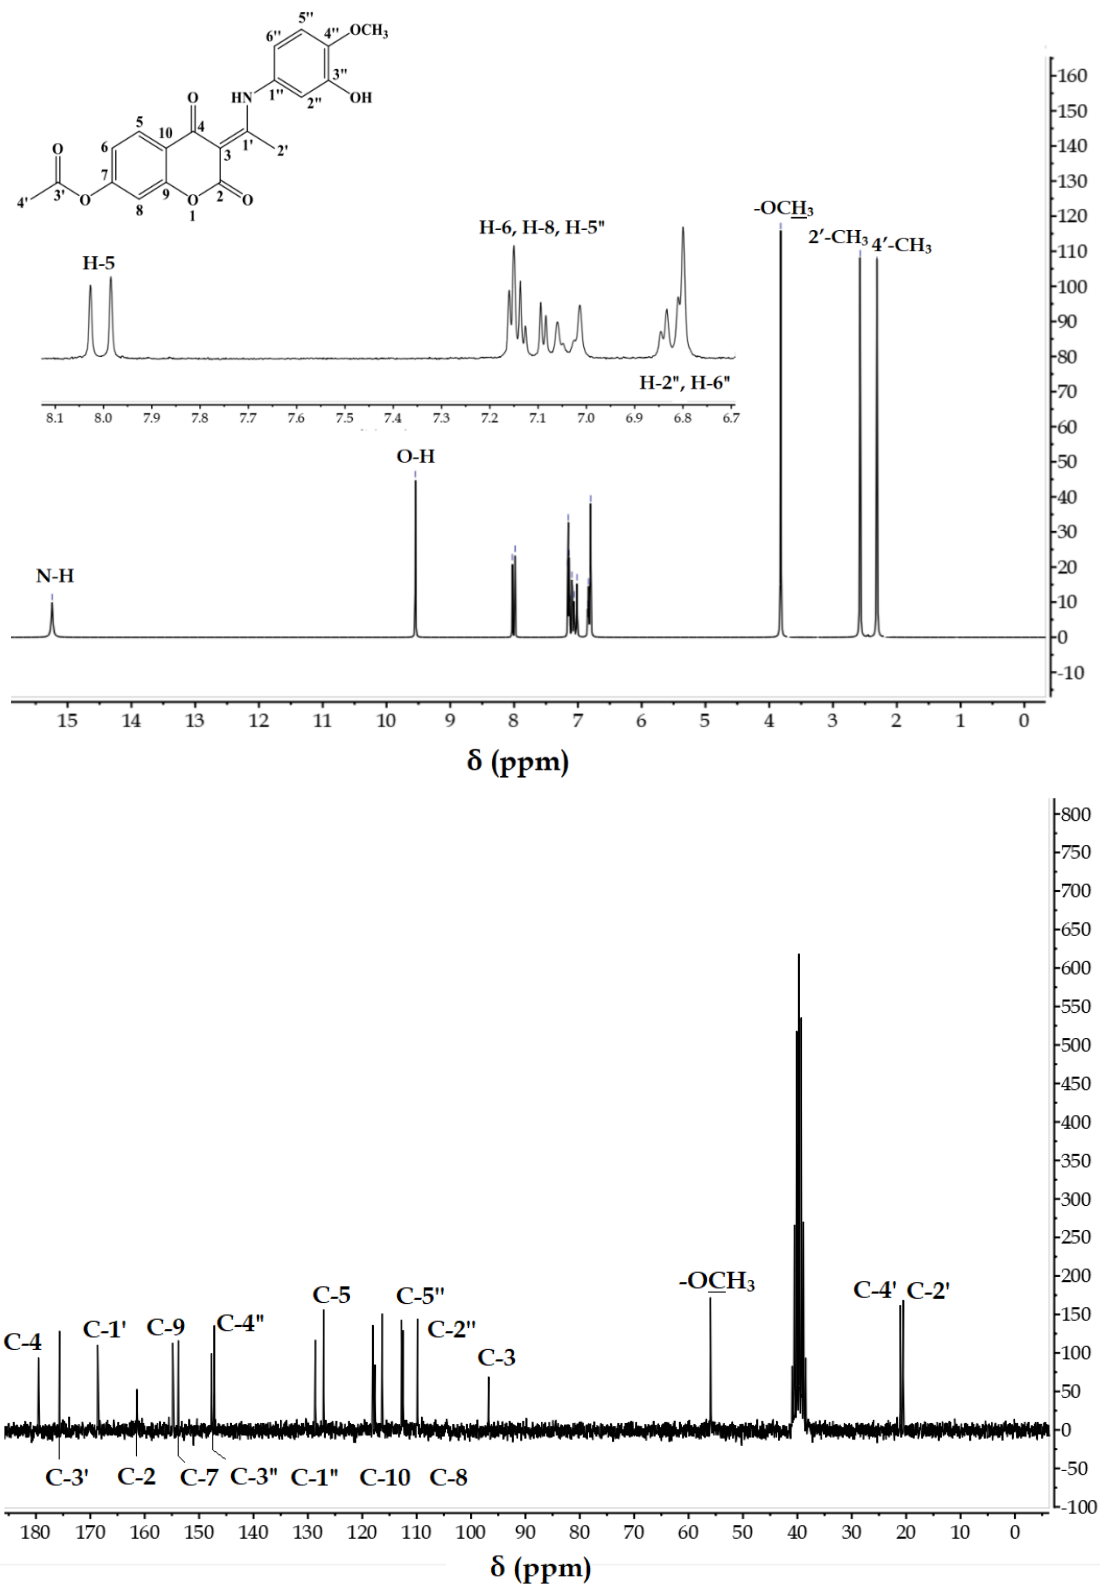 5''
6''
4''
OCH3
3''
HN
1''
2''
OH
O
5
10
4
6
3
1'
2'
O
7
3'
4'
O
8
9
O
1
2
O
-OCH3
2′-CH3
4′-CH3
H-6, H-8, H-5"
H-5
H-2", H-6"
8.1 8.0 7.9 7.8 7.7 7.6 7.5 7.4 7.3 7.2 7.1 7.0 6.9 6.8 6.7
O-H
N-H
160
150
140
130
120
110
100
90
80
70
60
50
40
30
20
10
0
-10
15 14 13 12 11 10 9 8 7 6 5 4 3 2 1 0
δ (ppm)
800
750
700
650
600
550
500
450
400
350
300
250
200
150
100
50
0
-50
-100
-OCH3
C-4' C-2'
C-5 C-5''
C-4 C-1' C-9 C-4'' C-2''
C-3
C-3' C-2 C-7 C-3'' C-1'' C-10 C-8
180 170 160 150 140 130 120 110 100 90 80 70 60 50 40 30 20 10 0
δ (ppm)